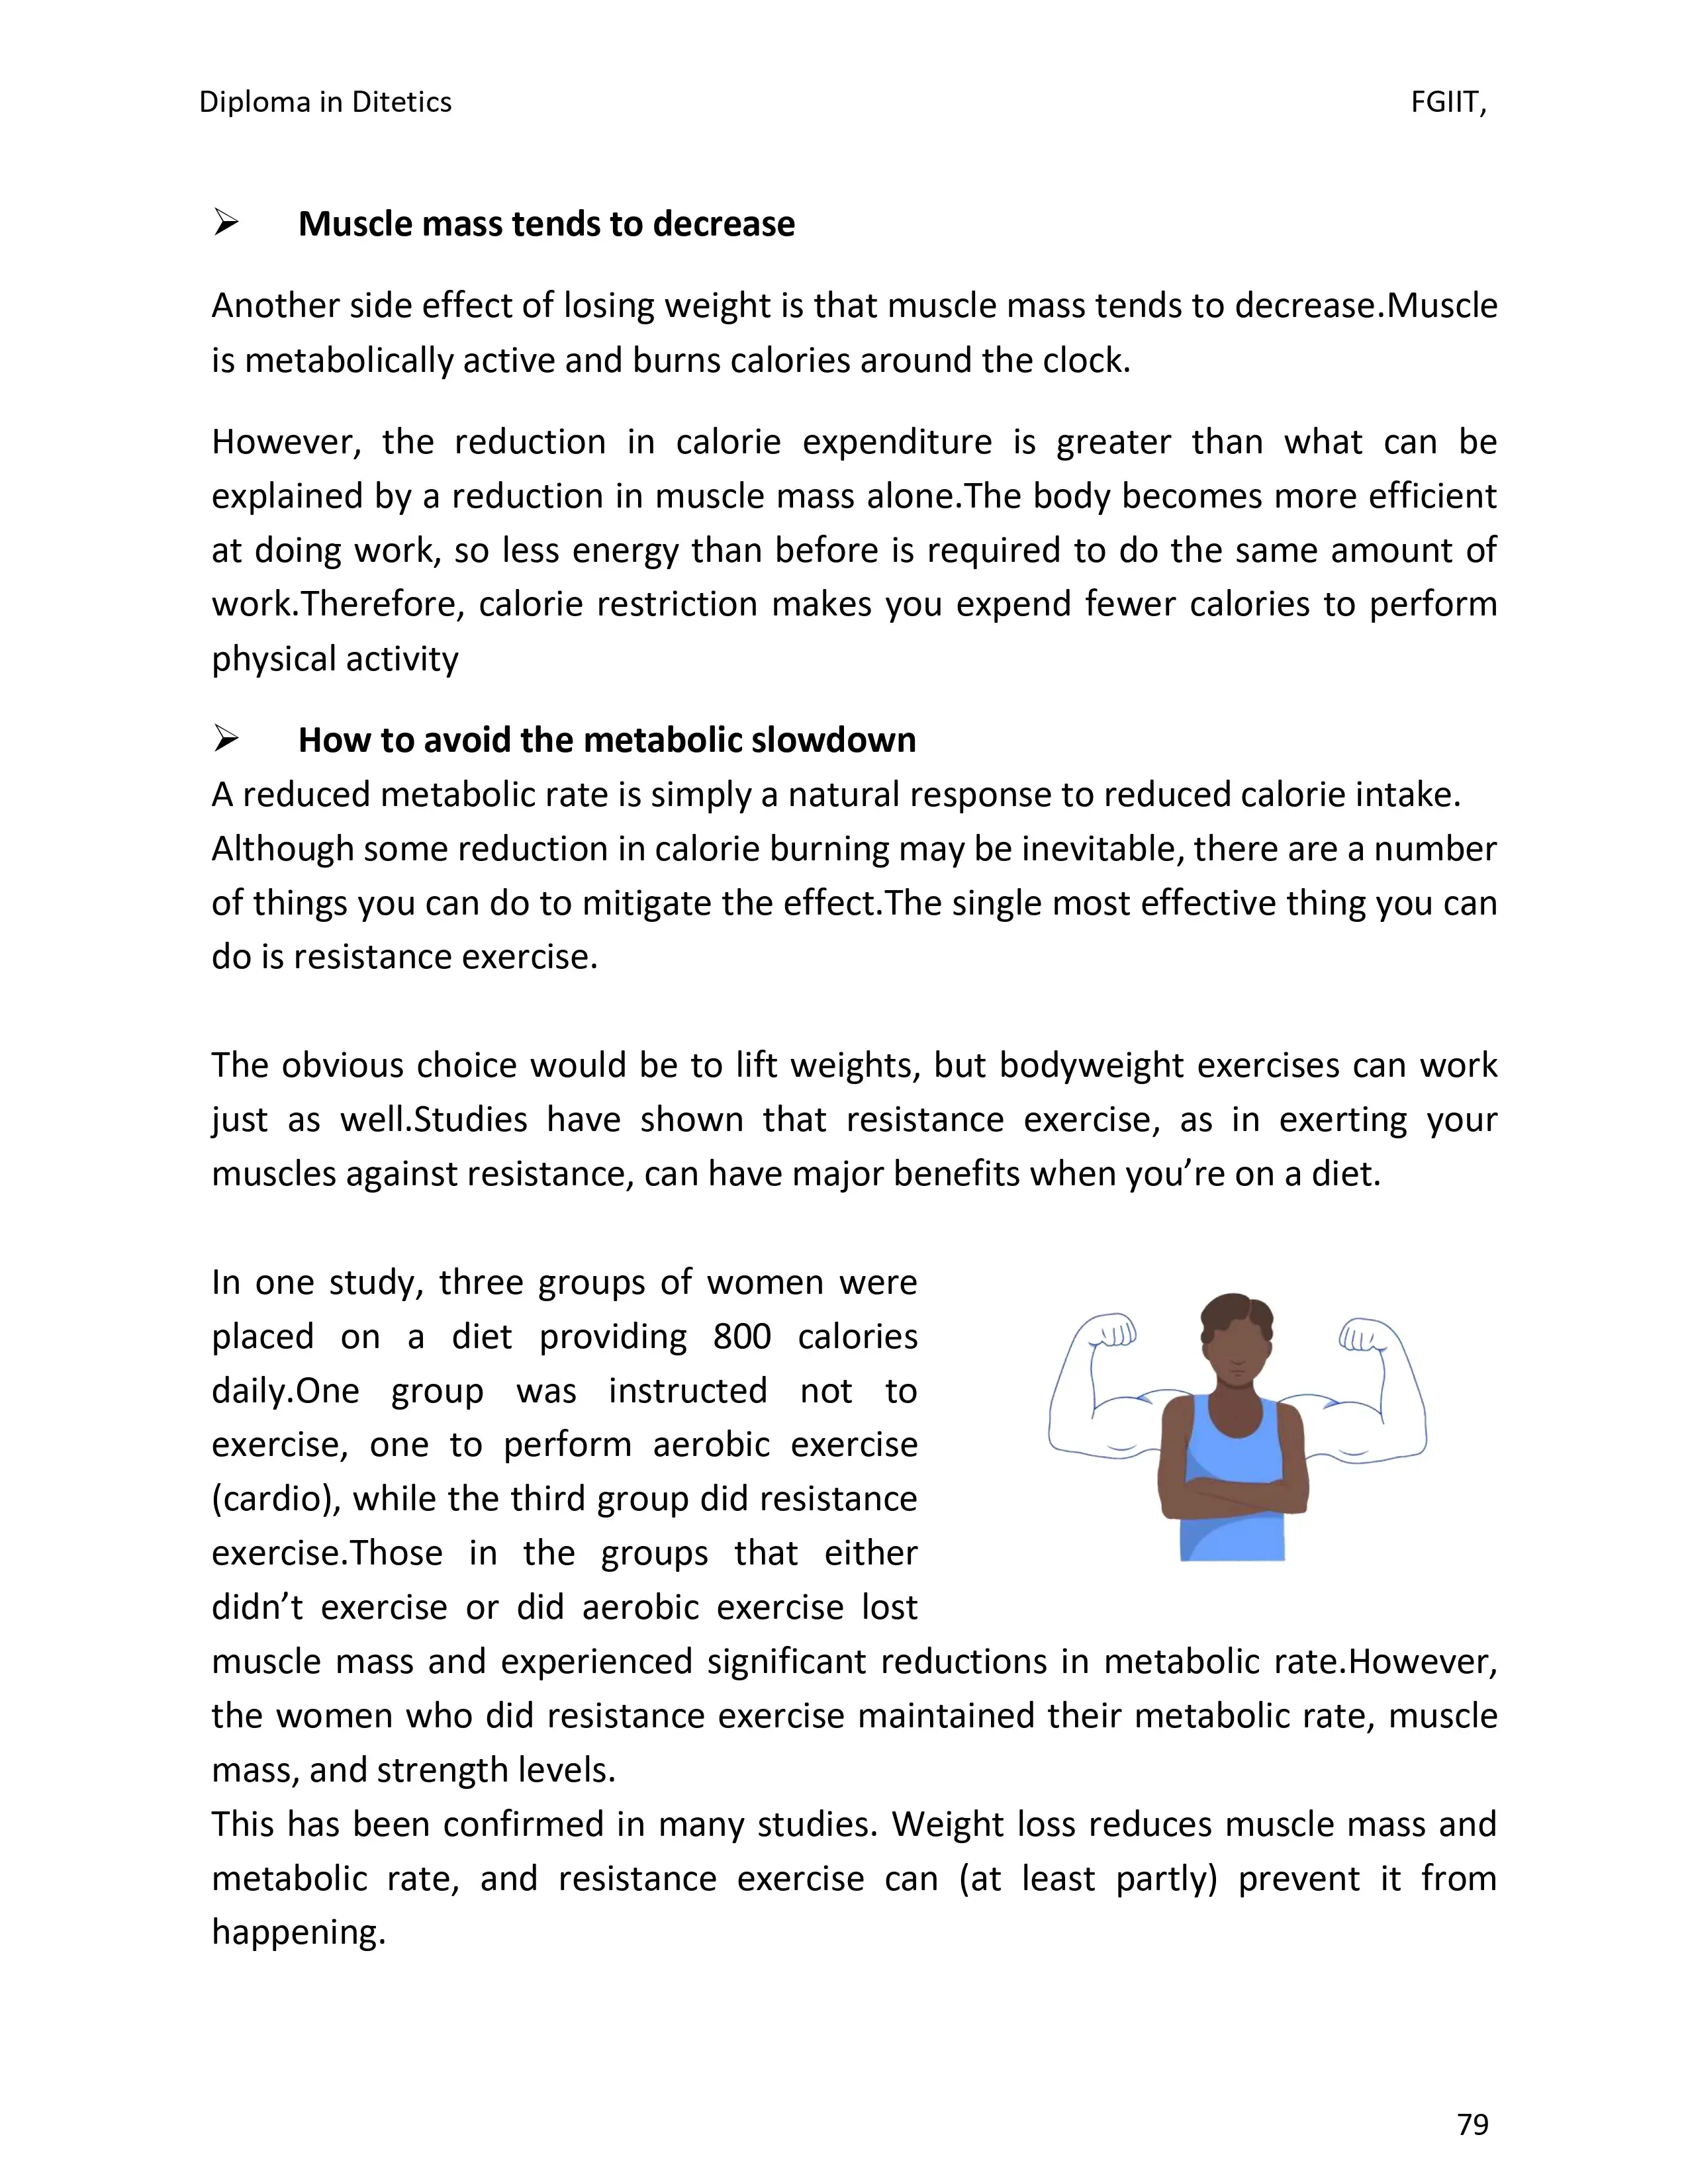 Diploma in Ditetics FGIIT,
➢ Muscle mass tends to decrease
Another side effect of losing weight is that muscle mass tends to decrease.Muscle
is metabolically active and burns calories around the clock.
However, the reduction in calorie expenditure is greater than what can be
explained by a reduction in muscle mass alone.The body becomes more efficient
at doing work, so less energy than before is required to do the same amount of
work.Therefore, calorie restriction makes you expend fewer calories to perform
physical activity
➢ How to avoid the metabolic slowdown
A reduced metabolic rate is simply a natural response to reduced calorie intake.
Although some reduction in calorie burning may be inevitable, there are a number
of things you can do to mitigate the effect.The single most effective thing you can
do is resistance exercise.
The obvious choice would be to lift weights, but bodyweight exercises can work
just as well.Studies have shown that resistance exercise, as in exerting your
muscles against resistance, can have major benefits when you’re on a diet.
In one study, three groups of women were
placed on a diet providing 800 calories
daily.One group was instructed not to
exercise, one to perform aerobic exercise
(cardio), while the third group did resistance
exercise.Those in the groups that either
didn’t exercise or did aerobic exercise lost
muscle mass and experienced significant reductions in metabolic rate.However,
the women who did resistance exercise maintained their metabolic rate, muscle
mass, and strength levels.
This has been confirmed in many studies. Weight loss reduces muscle mass and
metabolic rate, and resistance exercise can (at least partly) prevent it from
happening.
79